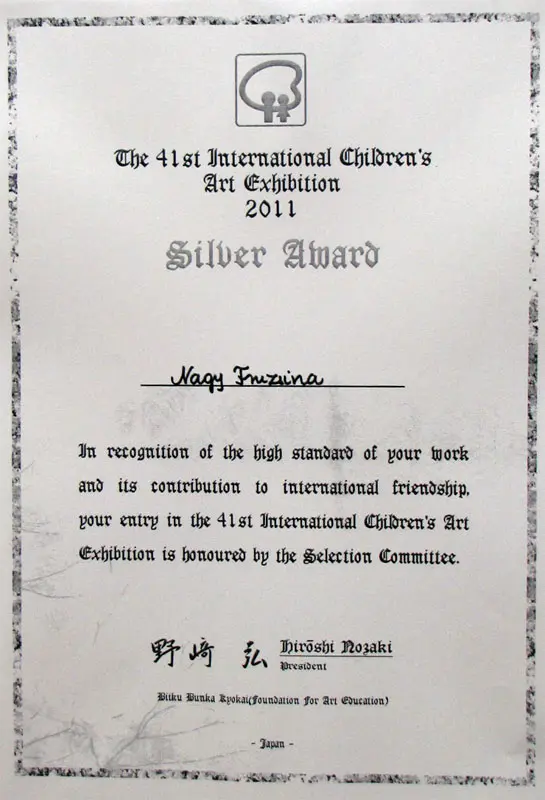 The 41st International Children's
Art Exhibition
2011
Silver Award
Nagy Fruzsina
In recognition of the high standard of your work
and its contribution to international friendship,
your entry in the 41st International Children's Art
Exhibition is honoured by the Selection Committee.
野崎 弘 Hirōshi Nozaki
President
Biiku Bunka Kyokai(Foundation For Art Education)
- Japan -